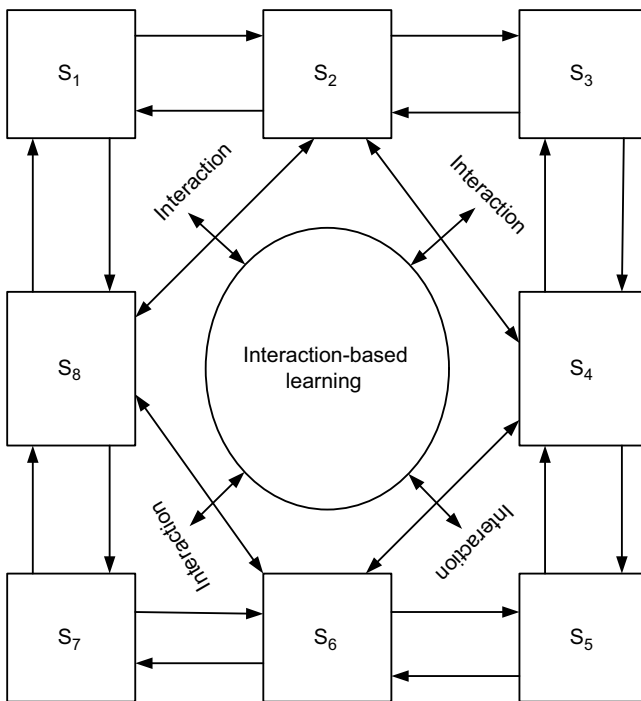 S₁
S₂
S₃
Interaction
Interaction
S₈
Interaction-based
learning
S₄
Interaction
Interaction
S₇
S₆
S₅